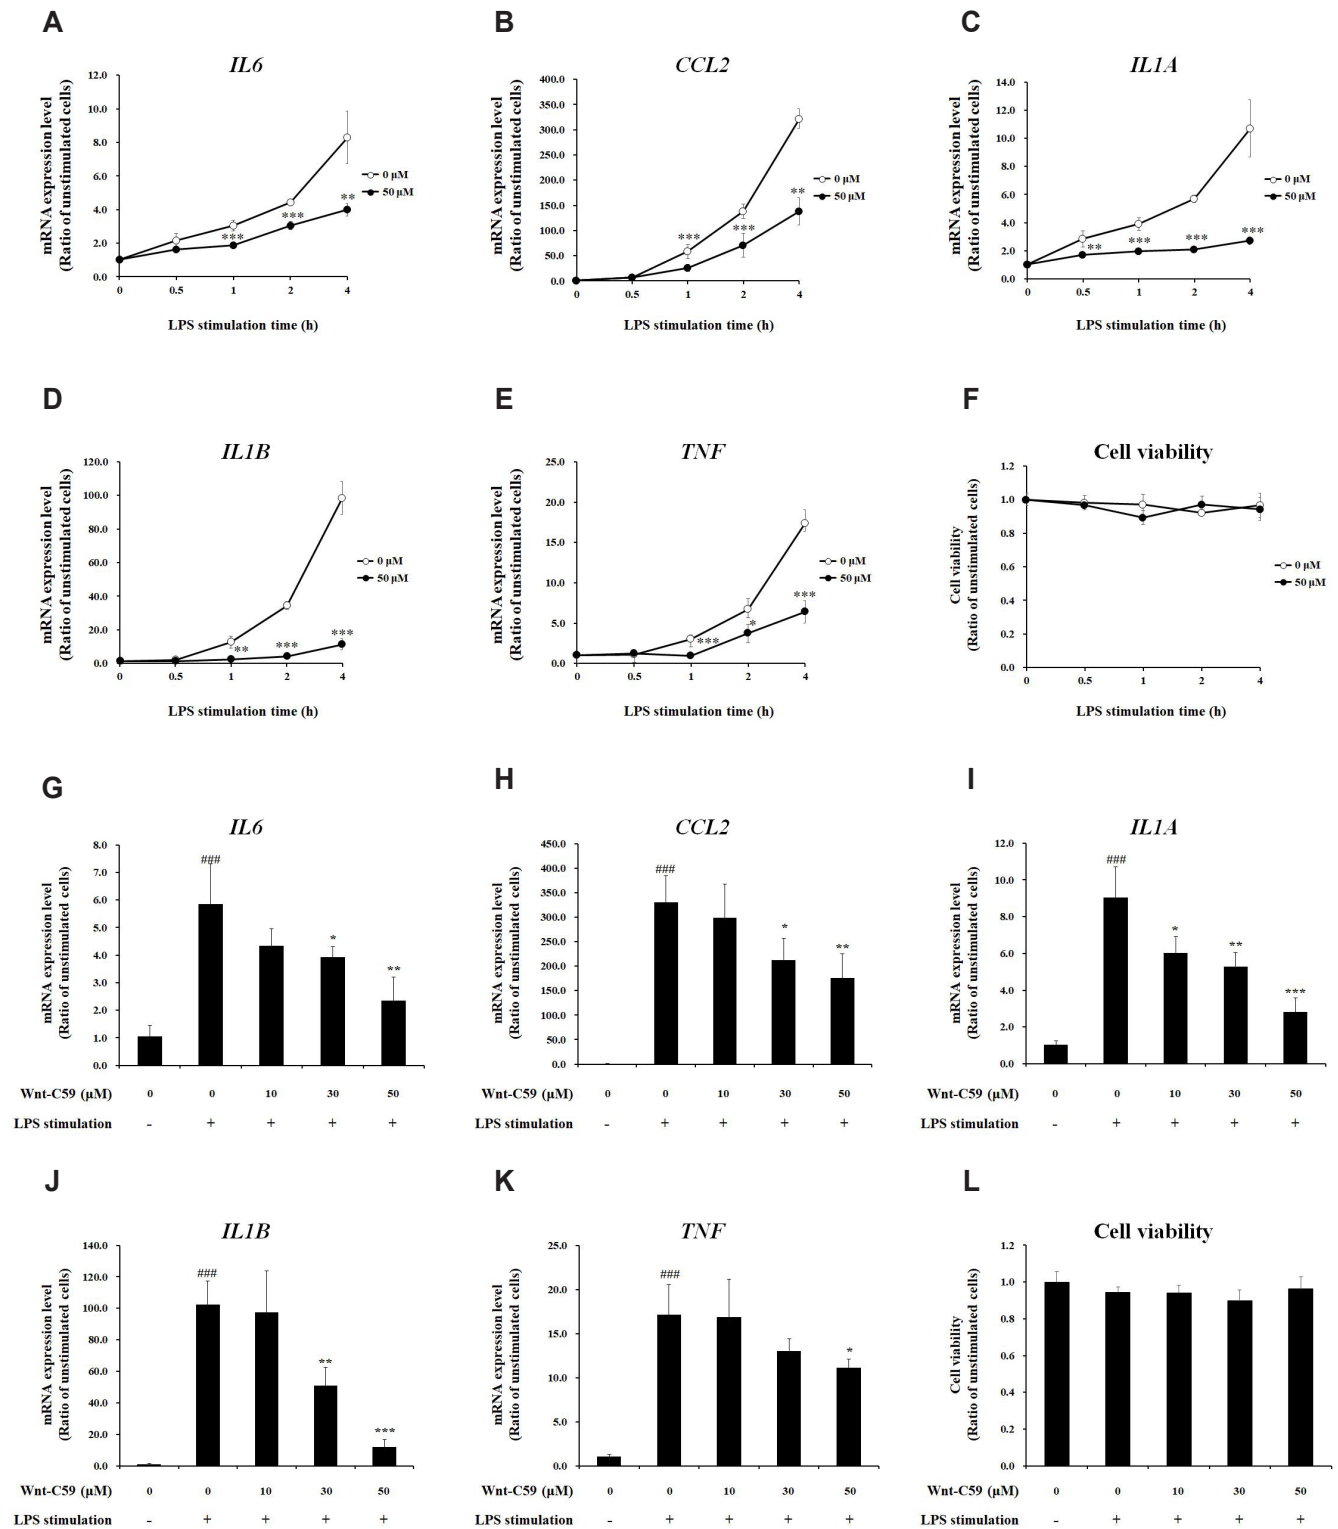 A
IL6
mRNA expression level
(Ratio of unstimulated cells)
12.0
10.0
8.0
6.0
4.0
2.0
0.0
***
***
**
0 μM
50 μM
0 0.5 1 2 4
LPS stimulation time (h)
B
CCL2
mRNA expression level
(Ratio of unstimulated cells)
400.0
350.0
300.0
250.0
200.0
150.0
100.0
50.0
0.0
***
***
**
0 μM
50 μM
0 0.5 1 2 4
LPS stimulation time (h)
C
IL1A
mRNA expression level
(Ratio of unstimulated cells)
14.0
12.0
10.0
8.0
6.0
4.0
2.0
0.0
**
***
***
***
0 μM
50 μM
0 0.5 1 2 4
LPS stimulation time (h)
D
IL1B
mRNA expression level
(Ratio of unstimulated cells)
120.0
100.0
80.0
60.0
40.0
20.0
0.0
**
***
***
0 μM
50 μM
0 0.5 1 2 4
LPS stimulation time (h)
E
TNF
mRNA expression level
(Ratio of unstimulated cells)
25.0
20.0
15.0
10.0
5.0
0.0
***
*
***
0 μM
50 μM
0 0.5 1 2 4
LPS stimulation time (h)
F
Cell viability
Cell viability
(Ratio of unstimulated cells)
1.2
1.0
0.8
0.6
0.4
0.2
0.0
0 μM
50 μM
0 0.5 1 2 4
LPS stimulation time (h)
G
IL6
mRNA expression level
(Ratio of unstimulated cells)
8.0
7.0
6.0
5.0
4.0
3.0
2.0
1.0
0.0
###
*
**
Wnt-C59 (μM) 0 0 10 30 50
LPS stimulation - + + + +
H
CCL2
mRNA expression level
(Ratio of unstimulated cells)
450.0
400.0
350.0
300.0
250.0
200.0
150.0
100.0
50.0
0.0
###
*
**
Wnt-C59 (μM) 0 0 10 30 50
LPS stimulation - + + + +
I
IL1A
mRNA expression level
(Ratio of unstimulated cells)
12.0
10.0
8.0
6.0
4.0
2.0
0.0
###
*
**
***
Wnt-C59 (μM) 0 0 10 30 50
LPS stimulation - + + + +
J
IL1B
mRNA expression level
(Ratio of unstimulated cells)
140.0
120.0
100.0
80.0
60.0
40.0
20.0
0.0
###
**
***
Wnt-C59 (μM) 0 0 10 30 50
LPS stimulation - + + + +
K
TNF
mRNA expression level
(Ratio of unstimulated cells)
25.0
20.0
15.0
10.0
5.0
0.0
###
*
Wnt-C59 (μM) 0 0 10 30 50
LPS stimulation - + + + +
L
Cell viability
Cell viability
(Ratio of unstimulated cells)
1.2
1.0
0.8
0.6
0.4
0.2
0.0
Wnt-C59 (μM) 0 0 10 30 50
LPS stimulation - + + + +